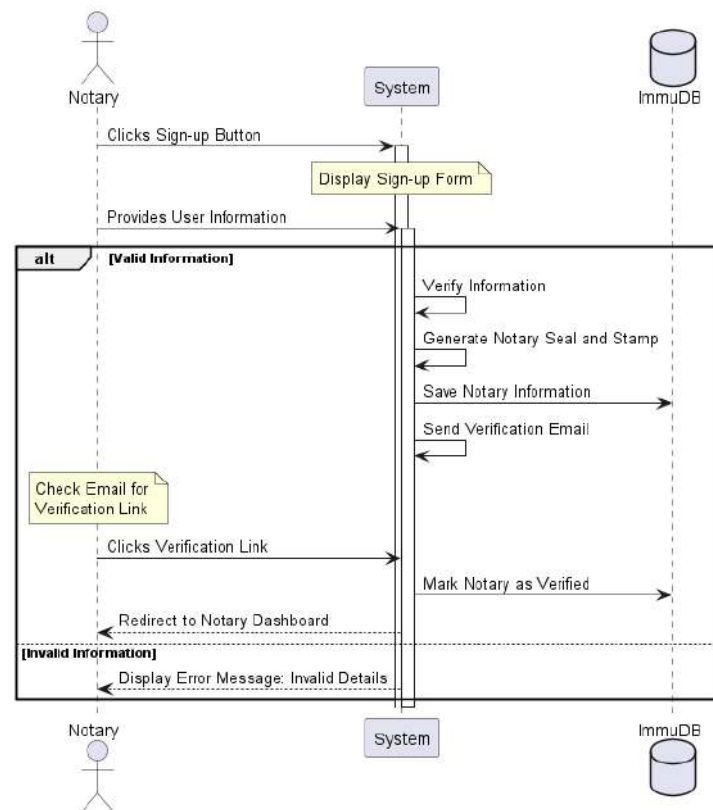 Notary
System
ImmuDB
Clicks Sign-up Button
Display Sign-up Form
Provides User Information
alt
[Valid Information]
Verify Information
Generate Notary Seal and Stamp
Save Notary Information
Send Verification Email
Check Email for
Verification Link
Clicks Verification Link
Mark Notary as Verified
Redirect to Notary Dashboard
[Invalid Information]
Display Error Message: Invalid Details
Notary
System
ImmuDB